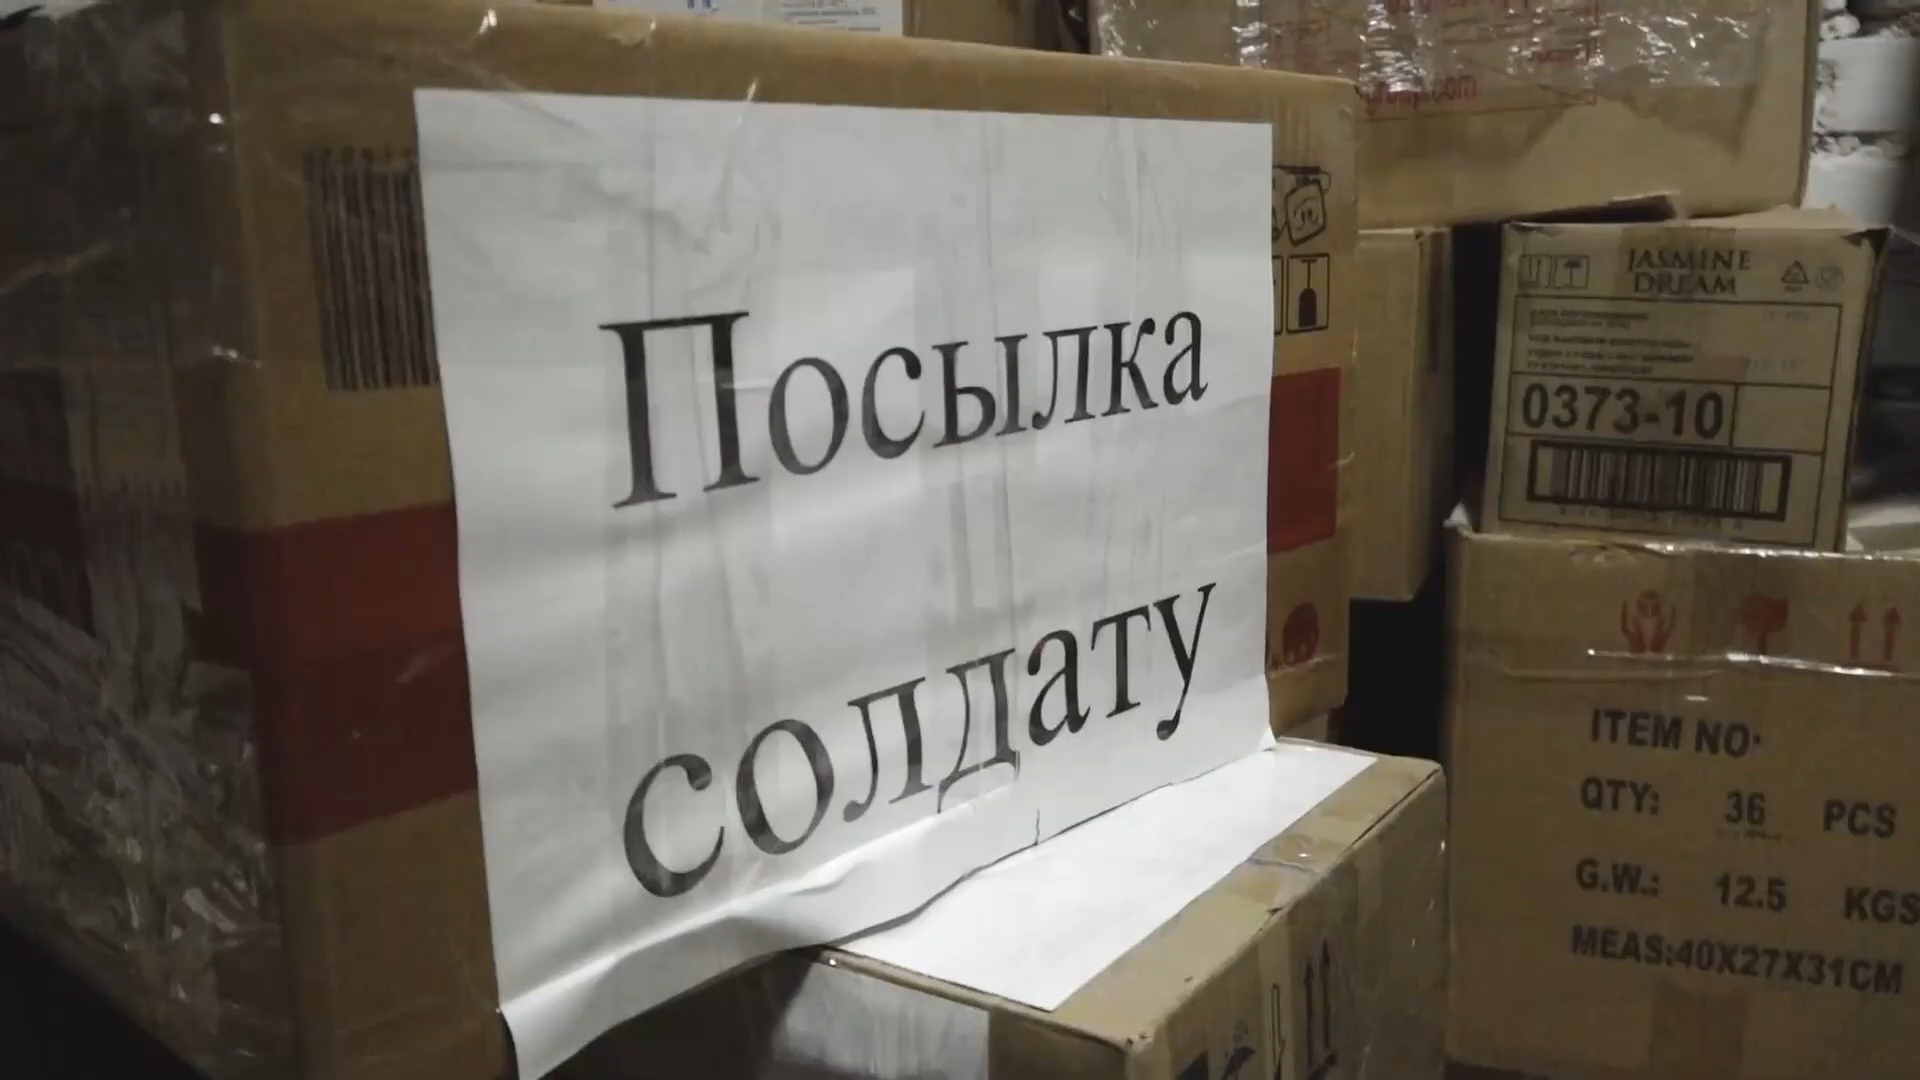 Посылка
солдату
JASMINE
DREAM
0373-10
ITEM NO.
QTY: 36 PCS
G.W.: 12.5 KGS
MEAS:40X27X31CM